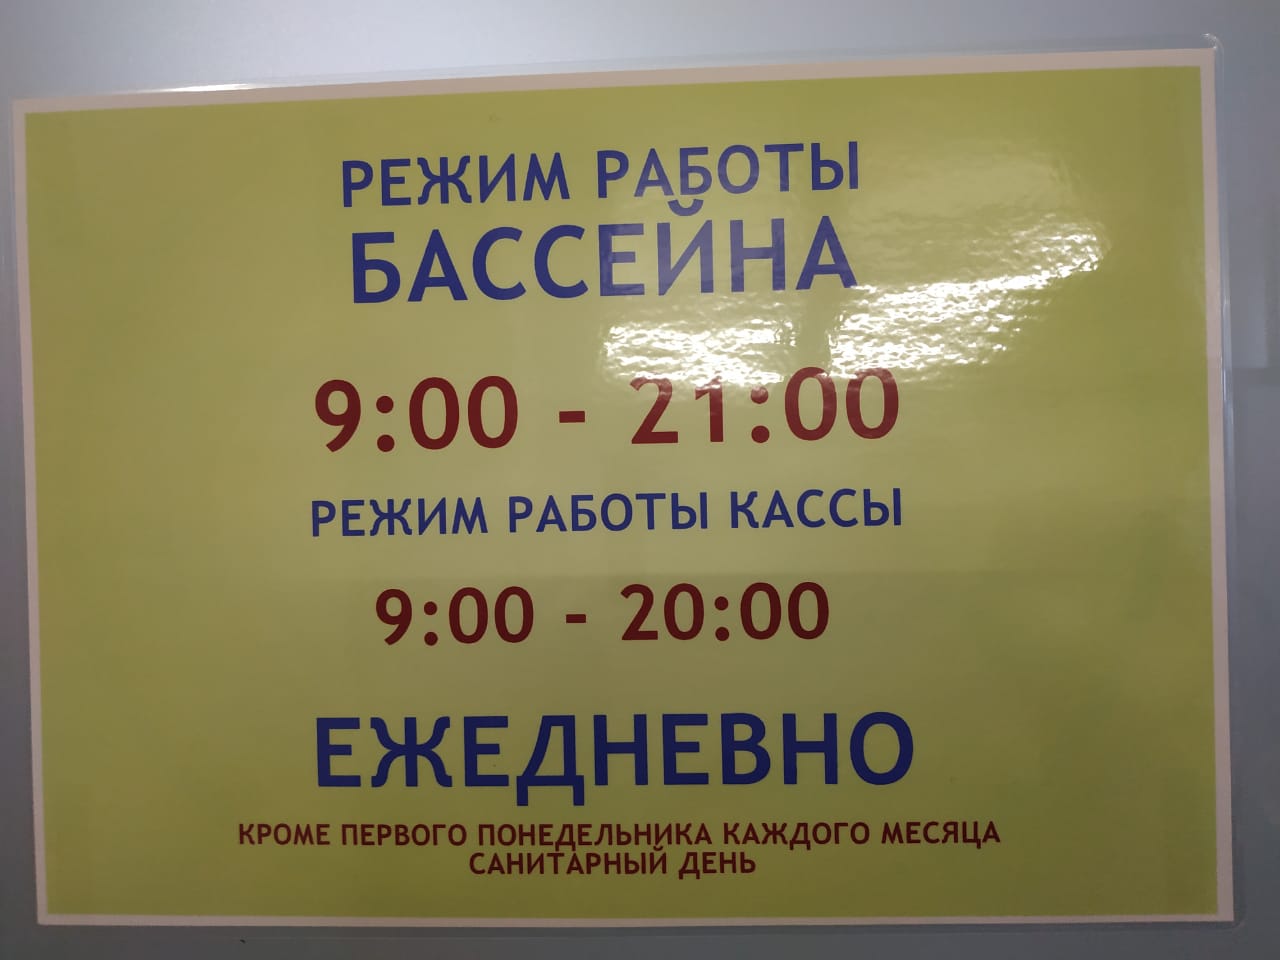 РЕЖИМ РАБОТЫ
БАССЕЙНА
9:00 - 21:00
РЕЖИМ РАБОТЫ КАССЫ
9:00 - 20:00
ЕЖЕДНЕВНО
КРОМЕ ПЕРВОГО ПОНЕДЕЛЬНИКА КАЖДОГО МЕСЯЦА
САНИТАРНЫЙ ДЕНЬ